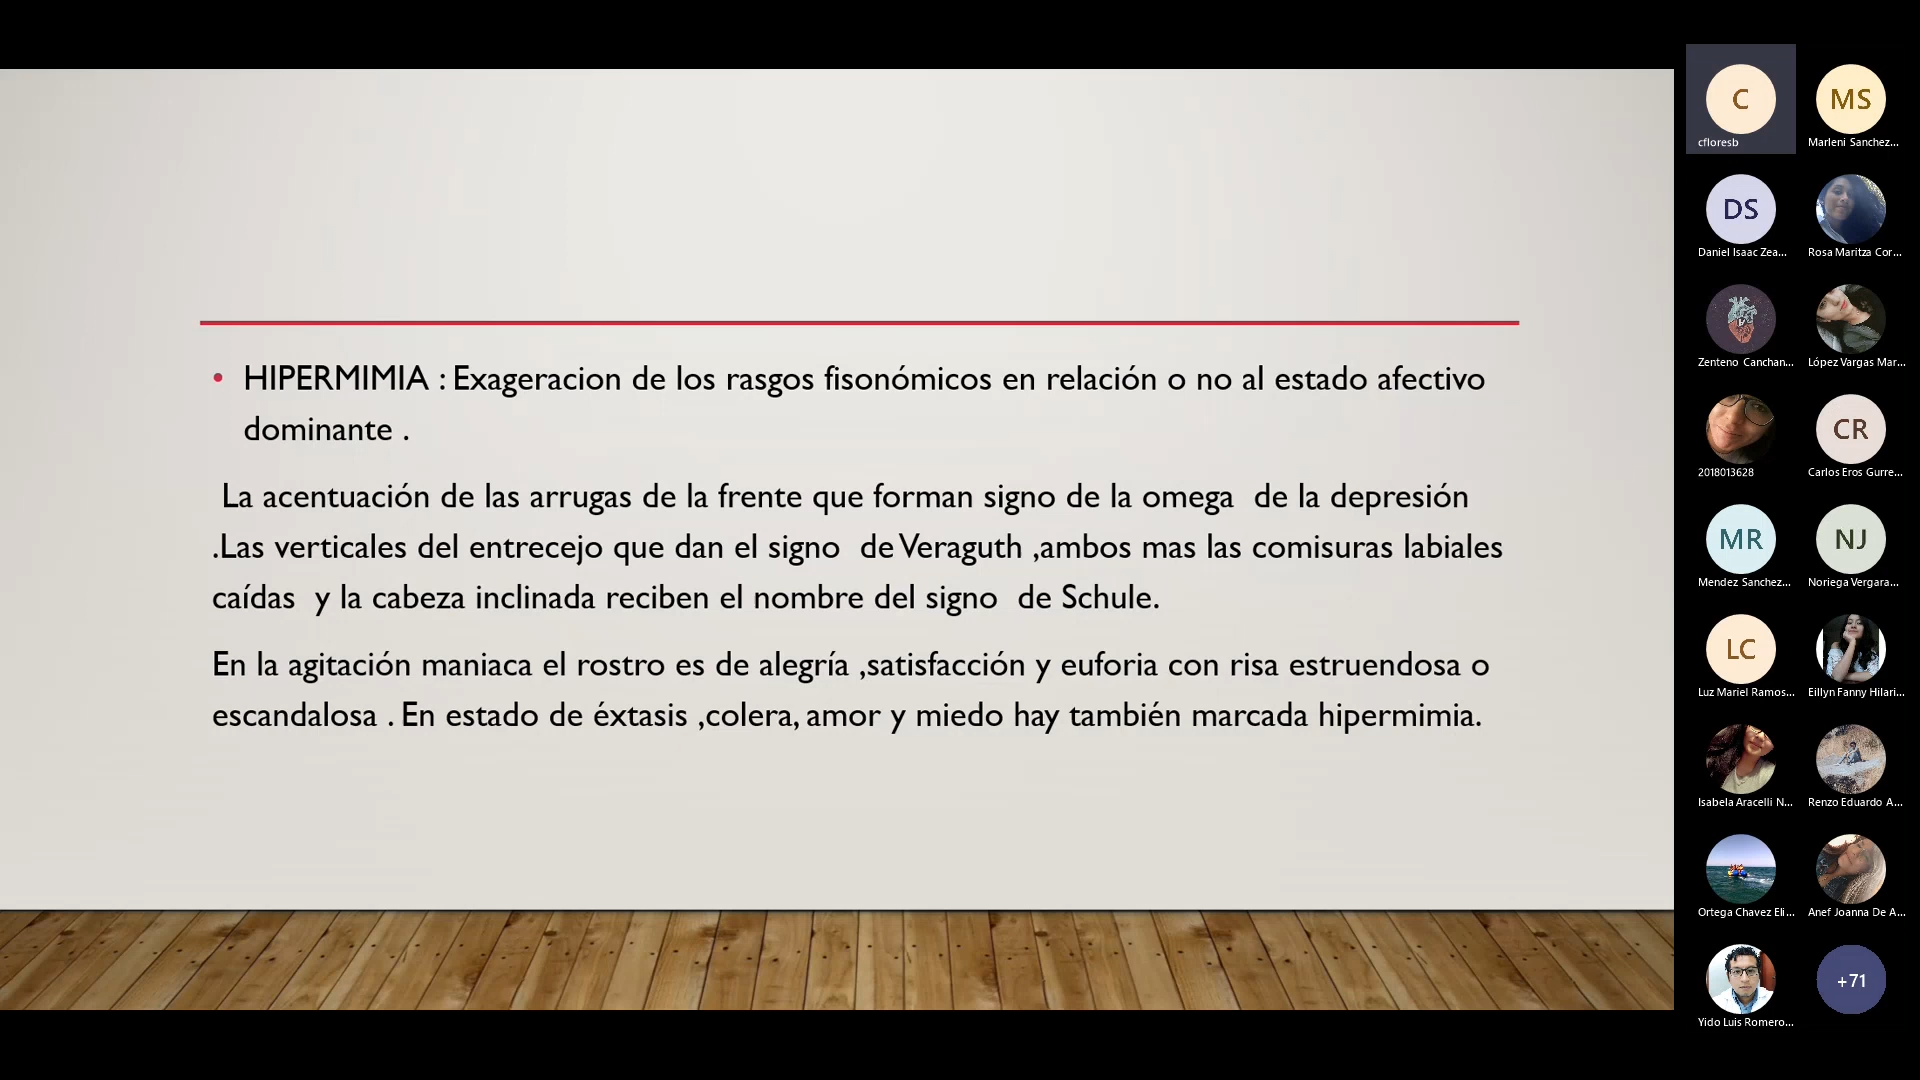 • HIPERMIMIA : Exageracion de los rasgos fisonómicos en relación o no al estado afectivo
dominante .
La acentuación de las arrugas de la frente que forman signo de la omega de la depresión
.Las verticales del entrecejo que dan el signo de Veraguth ,ambos mas las comisuras labiales
caídas y la cabeza inclinada reciben el nombre del signo de Schule.
En la agitación maniaca el rostro es de alegría ,satisfacción y euforia con risa estruendosa o
escandalosa . En estado de éxtasis ,colera, amor y miedo hay también marcada hipermimia.
C
cfloresb
MS
Marleni Sanchez...
DS
Daniel Isaac Zea...
Rosa Maritza Cor...
Zenteno Canchan...
López Vargas Mar...
2018013628
CR
Carlos Eros Gurre...
MR
Mendez Sanchez...
NJ
Noriega Vergara...
LC
Luz Mariel Ramos...
Eillyn Fanny Hilari...
Isabela Aracelli N...
Renzo Eduardo A...
Ortega Chavez Eli...
Anef Joanna De A...
Yido Luis Romero...
+71